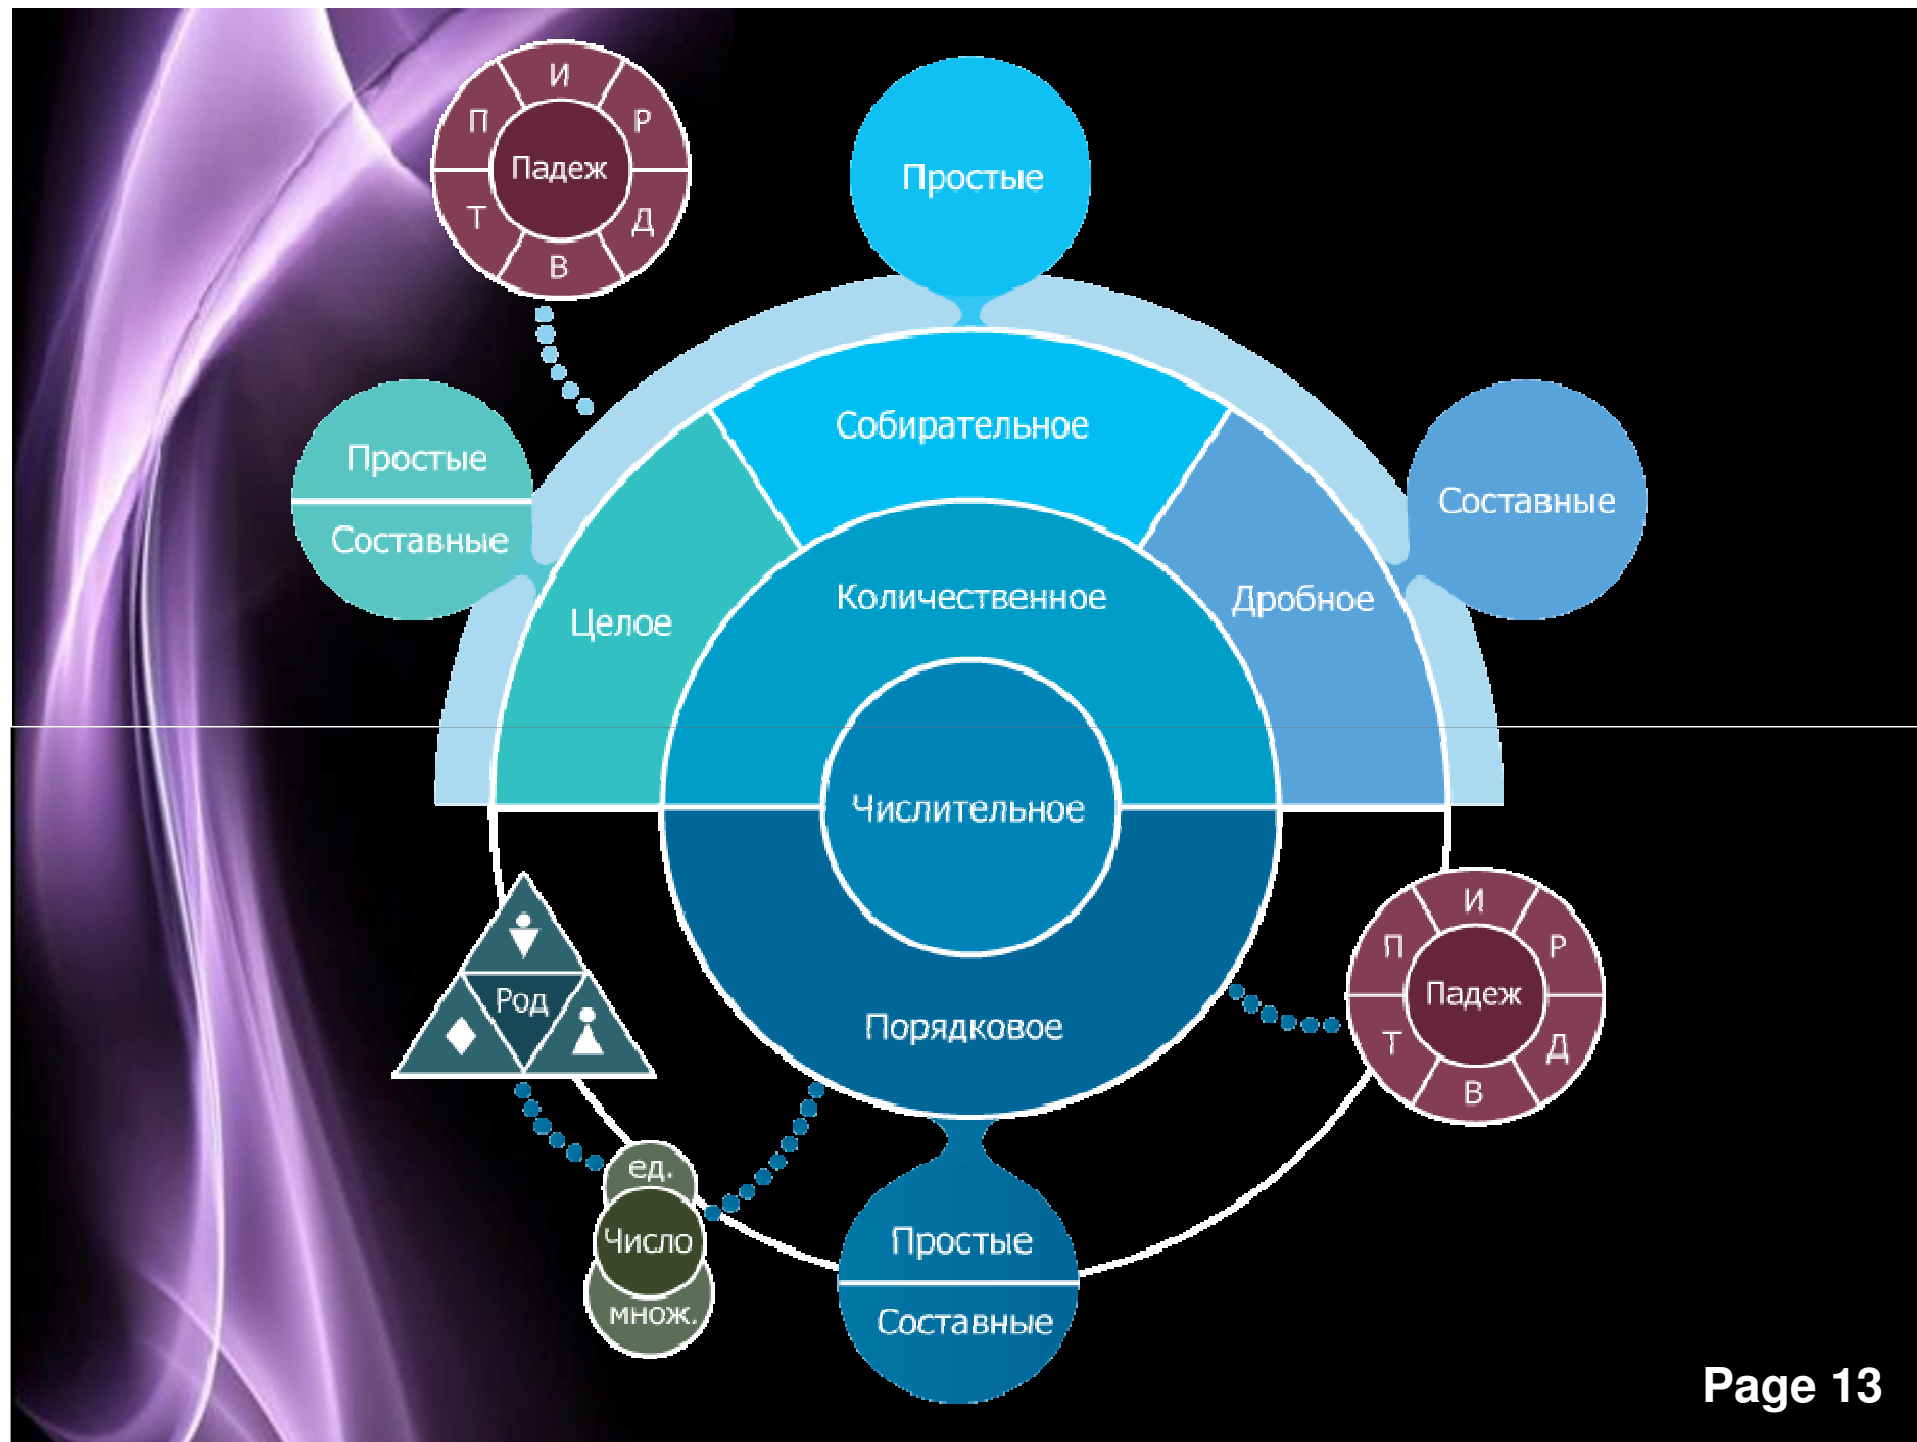 И
П
Р
Падеж
Т
Д
В
Простые
Собирательное
Простые
Составные
Составные
Количественное
Целое
Дробное
Числительное
Порядковое
Род
И
П
Р
Падеж
Т
Д
В
ед.
Число
множ.
Простые
Составные
Page 13